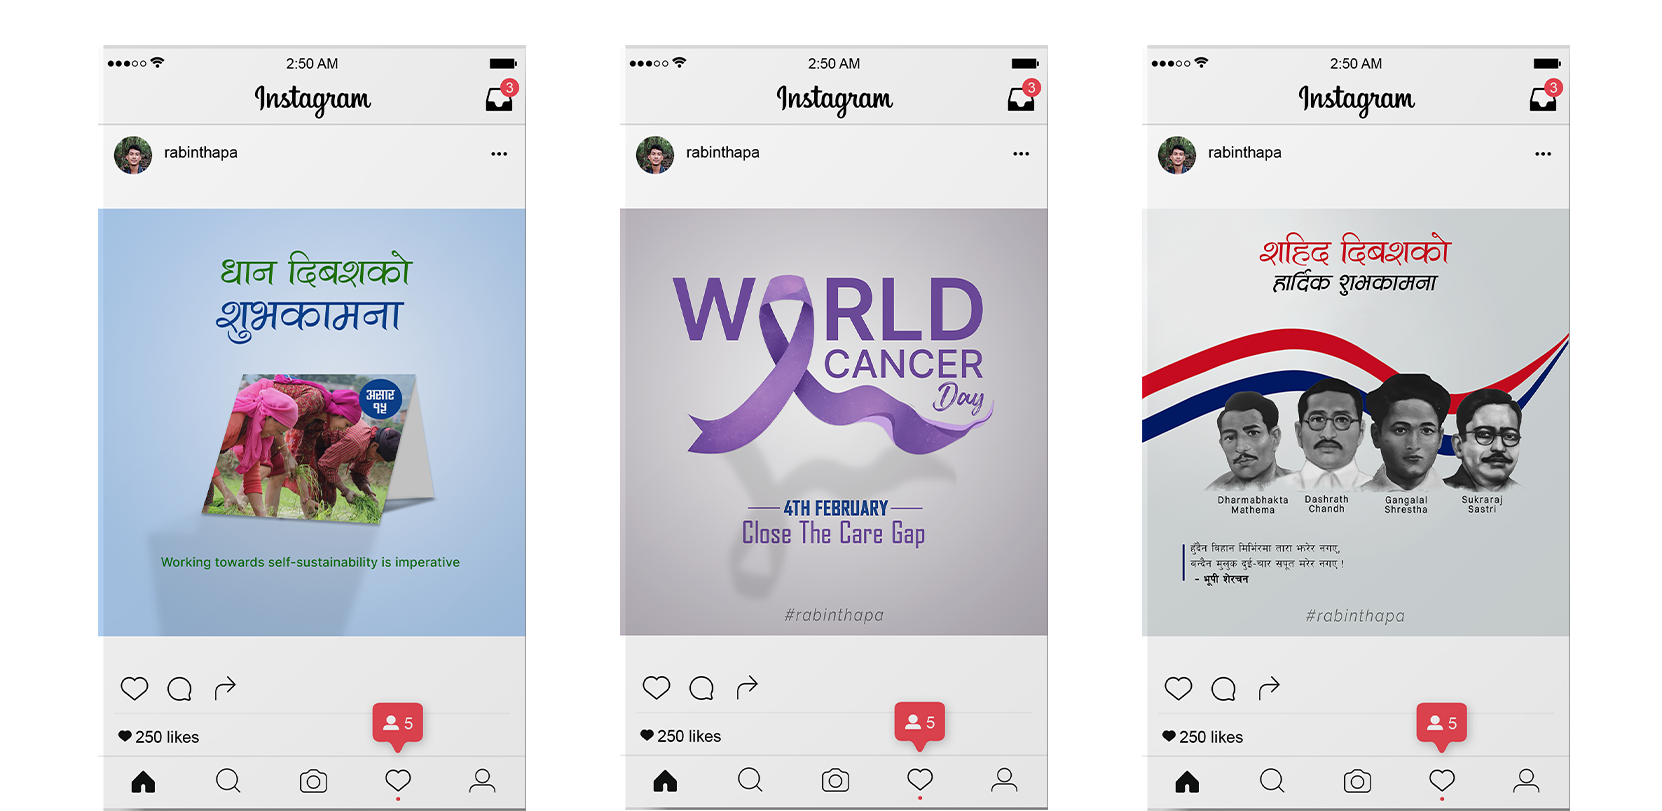 2:50 AM
Instagram
3
rabinthapa
धान दिबशको
शुभकामना
असार
१५
Working towards self-sustainability is imperative
250 likes
5
2:50 AM
Instagram
3
rabinthapa
WORLD
CANCER
Day
4TH FEBRUARY
Close The Care Gap
#rabinthapa
250 likes
5
2:50 AM
Instagram
3
rabinthapa
शहिद दिबशको
हार्दिक शुभकामना
Dharmabhakta
Mathema
Dashrath
Chandh
Gangalal
Shrestha
Sukraraj
Sastri
हुँदैन बिहान मिर्मिरमा तारा झरेर नगए,
बन्दैन मुलुक दुई-चार सपूत मरेर नगए !
- भूपी शेरचन
#rabinthapa
250 likes
5